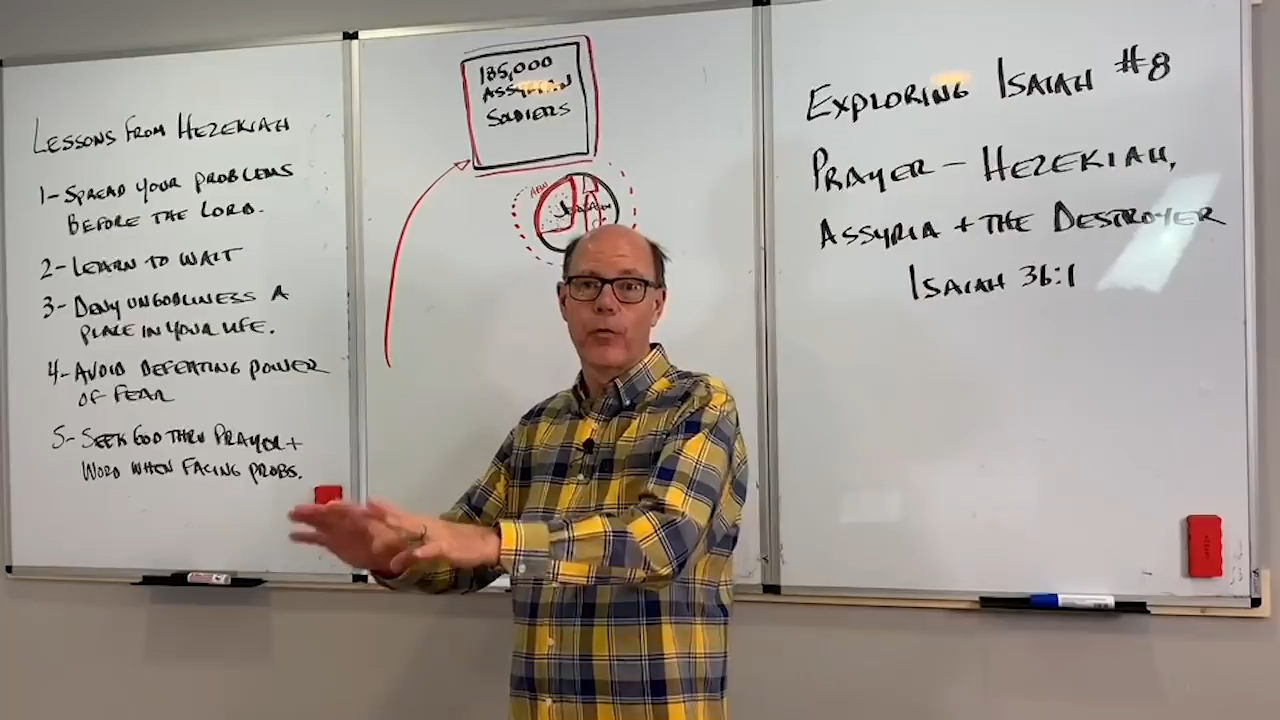 LESSONS FROM HEZEKIAH
1- SPREAD YOUR PROBLEMS
BEFORE THE LORD.
2- LEARN TO WAIT
3- DENY UNGODLINESS A
PLACE IN YOUR LIFE.
4- AVOID DEFEATING POWER
OF FEAR
5- SEEK GOD THRU PRAYER +
WORD WHEN FACING PROBS.
185,000
ASSYRIAN
SOLDIERS
JERUSALEM
EXPLORING ISAIAH #8
PRAYER - HEZEKIAH,
ASSYRIA + THE DESTROYER
ISAIAH 36:1